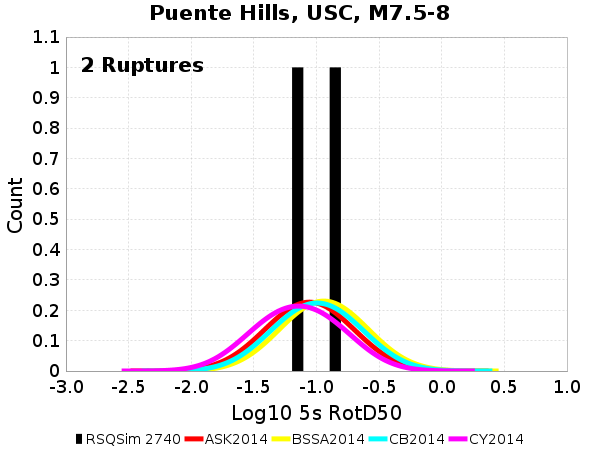 Puente Hills, USC, M7.5-8
1.1
2 Ruptures
1
0.9
0.8
0.7
0.6
0.5
0.4
0.3
0.2
0.1
0
Count
-3.0 -2.5 -2.0 -1.5 -1.0 -0.5 0.0 0.5 1.0
Log10 5s RotD50
RSQSim 2740 ASK2014 BSSA2014 CB2014 CY2014